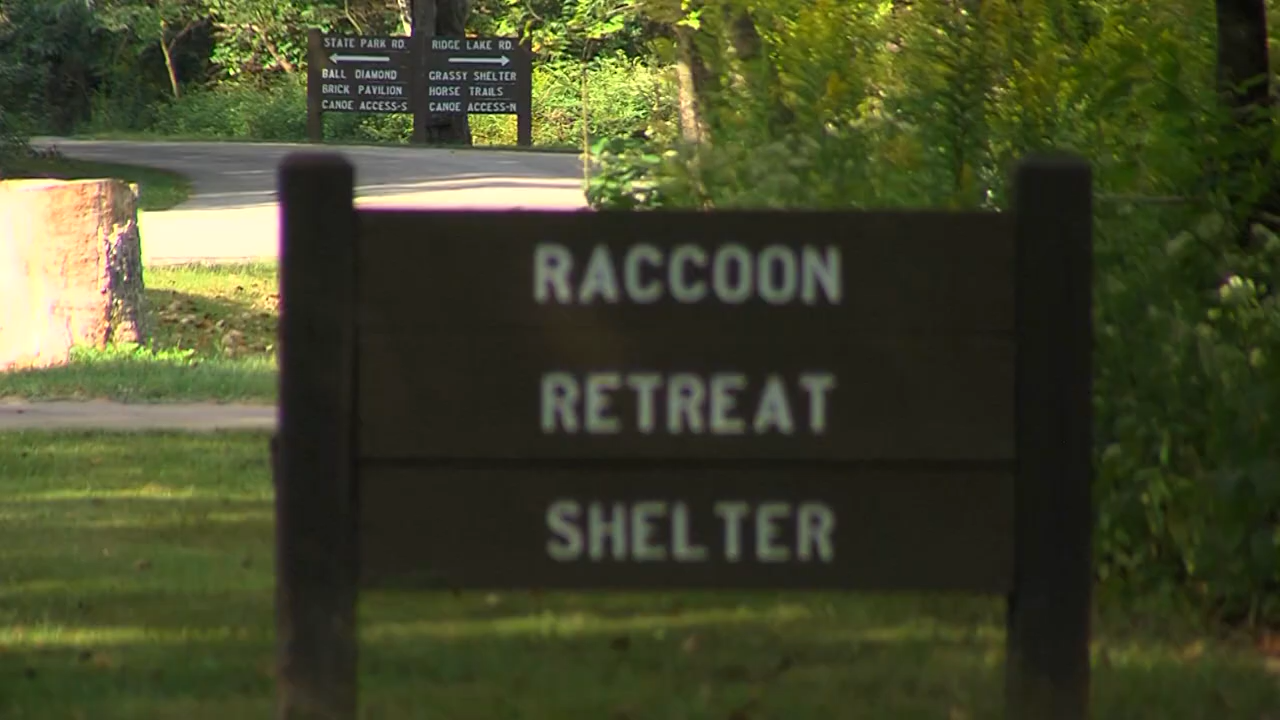 STATE PARK RD.
BALL DIAMOND
BRICK PAVILION
CANOE ACCESS-S
RIDGE LAKE RD.
GRASSY SHELTER
HORSE TRAILS
CANOE ACCESS-N
RACCOON
RETREAT
SHELTER